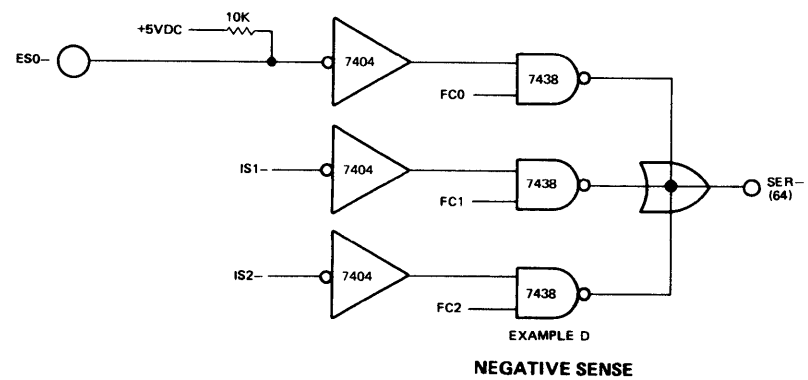 10K
+5VDC
ES0–
7404
7438
FC0
IS1–
7404
7438
SER–
(64)
FC1
IS2–
7404
7438
FC2
EXAMPLE D
NEGATIVE SENSE